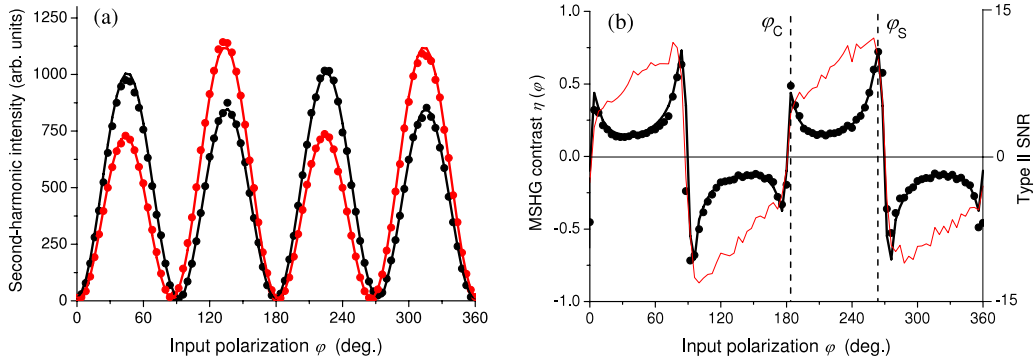 (a)
Second-harmonic intensity (arb. units)
1250
1000
750
500
250
0
0 60 120 180 240 300 360
Input polarization φ (deg.)
(b)
φC
φS
MSHG contrast η (φ)
1.0
0.5
0.0
-0.5
-1.0
15
0
-15
Type II SNR
0 60 120 180 240 300 360
Input polarization φ (deg.)